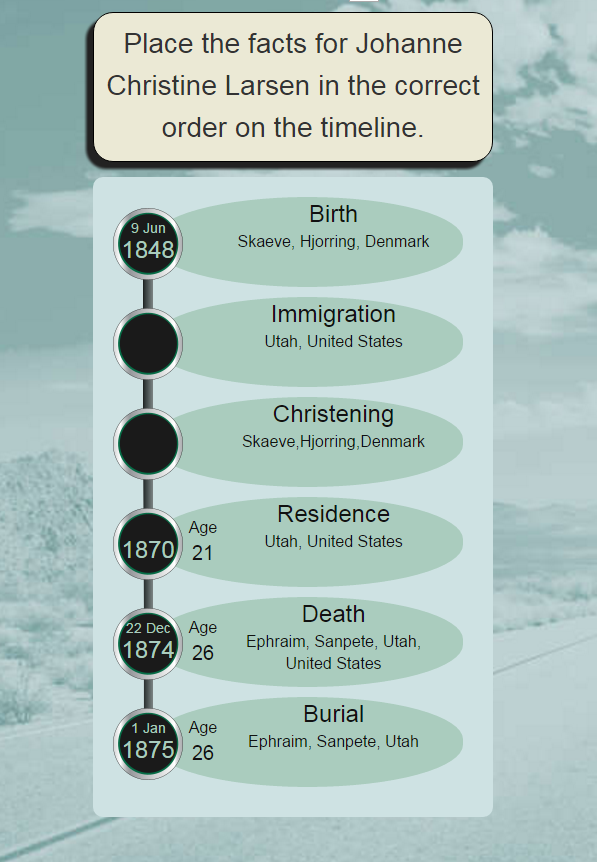 Place the facts for Johanne
Christine Larsen in the correct
order on the timeline.
9 Jun
1848
Birth
Skaeve, Hjorring, Denmark
Immigration
Utah, United States
Christening
Skaeve,Hjorring,Denmark
1870
Age
21
Residence
Utah, United States
22 Dec
1874
Age
26
Death
Ephraim, Sanpete, Utah,
United States
1 Jan
1875
Age
26
Burial
Ephraim, Sanpete, Utah